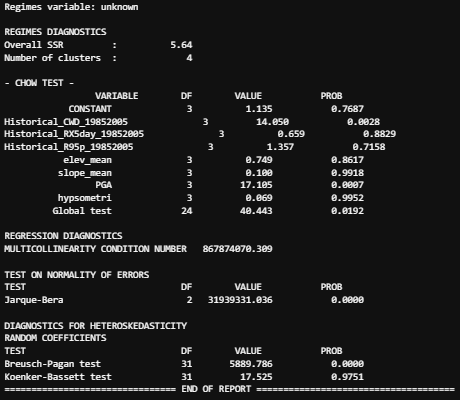 Regimes variable: unknown
REGIMES DIAGNOSTICS
Overall SSR : 5.64
Number of clusters : 4
- CHOW TEST -
VARIABLE DF VALUE PROB
CONSTANT 3 1.135 0.7687
Historical_CWD_19852005 3 14.050 0.0028
Historical_RX5day_19852005 3 0.659 0.8829
Historical_R95p_19852005 3 1.357 0.7158
elev_mean 3 0.749 0.8617
slope_mean 3 0.100 0.9918
PGA 3 17.105 0.0007
hypsometri 3 0.069 0.9952
Global test 24 40.443 0.0192
REGRESSION DIAGNOSTICS
MULTICOLLINEARITY CONDITION NUMBER 867874070.309
TEST ON NORMALITY OF ERRORS
TEST DF VALUE PROB
Jarque-Bera 2 31939331.036 0.0000
DIAGNOSTICS FOR HETEROSKEDASTICITY
RANDOM COEFFICIENTS
TEST DF VALUE PROB
Breusch-Pagan test 31 5889.786 0.0000
Koenker-Bassett test 31 17.525 0.9751
================================ END OF REPORT =====================================